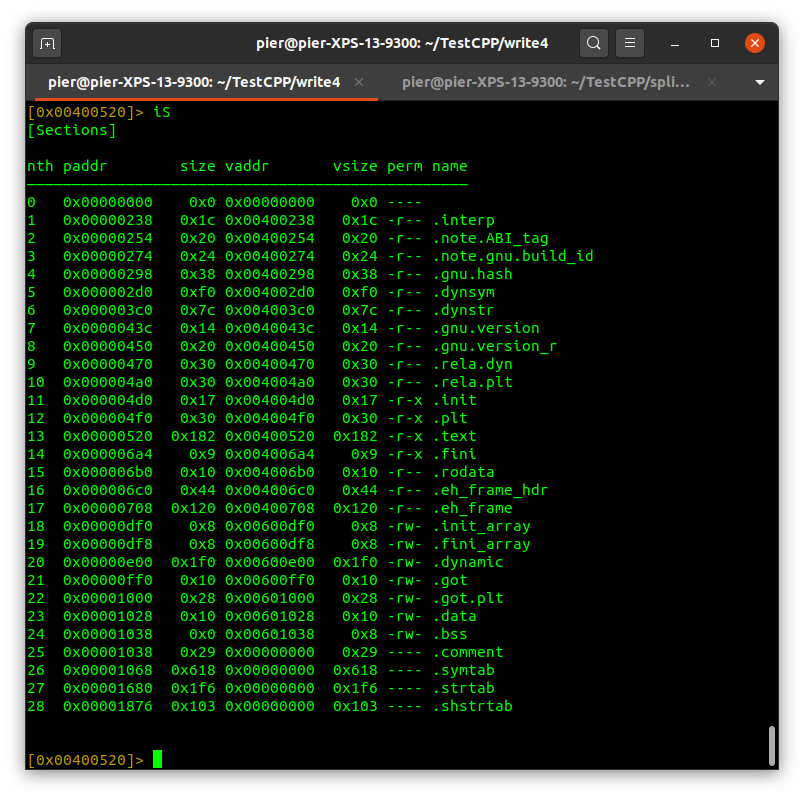 pier@pier-XPS-13-9300: ~/TestCPP/write4
pier@pier-XPS-13-9300: ~/TestCPP/write4 × pier@pier-XPS-13-9300: ~/TestCPP/spli... ×
[0x00400520]> iS
[Sections]
nth paddr        size vaddr       vsize perm name
0   0x00000000    0x0 0x00000000    0x0 ----
1   0x00000238   0x1c 0x00400238   0x1c -r-- .interp
2   0x00000254   0x20 0x00400254   0x20 -r-- .note.ABI_tag
3   0x00000274   0x24 0x00400274   0x24 -r-- .note.gnu.build_id
4   0x00000298   0x38 0x00400298   0x38 -r-- .gnu.hash
5   0x000002d0   0xf0 0x004002d0   0xf0 -r-- .dynsym
6   0x000003c0   0x7c 0x004003c0   0x7c -r-- .dynstr
7   0x0000043c   0x14 0x0040043c   0x14 -r-- .gnu.version
8   0x00000450   0x20 0x00400450   0x20 -r-- .gnu.version_r
9   0x00000470   0x30 0x00400470   0x30 -r-- .rela.dyn
10  0x000004a0   0x30 0x004004a0   0x30 -r-- .rela.plt
11  0x000004d0   0x17 0x004004d0   0x17 -r-x .init
12  0x000004f0   0x30 0x004004f0   0x30 -r-x .plt
13  0x00000520  0x182 0x00400520  0x182 -r-x .text
14  0x000006a4    0x9 0x004006a4    0x9 -r-x .fini
15  0x000006b0   0x10 0x004006b0   0x10 -r-- .rodata
16  0x000006c0   0x44 0x004006c0   0x44 -r-- .eh_frame_hdr
17  0x00000708  0x120 0x00400708  0x120 -r-- .eh_frame
18  0x00000df0    0x8 0x00600df0    0x8 -rw- .init_array
19  0x00000df8    0x8 0x00600df8    0x8 -rw- .fini_array
20  0x00000e00  0x1f0 0x00600e00  0x1f0 -rw- .dynamic
21  0x00000ff0   0x10 0x00600ff0   0x10 -rw- .got
22  0x00001000   0x28 0x00601000   0x28 -rw- .got.plt
23  0x00001028   0x10 0x00601028   0x10 -rw- .data
24  0x00001038    0x0 0x00601038    0x8 -rw- .bss
25  0x00001038   0x29 0x00000000   0x29 ---- .comment
26  0x00001068  0x618 0x00000000  0x618 ---- .symtab
27  0x00001680  0x1f6 0x00000000  0x1f6 ---- .strtab
28  0x00001876  0x103 0x00000000  0x103 ---- .shstrtab
[0x00400520]>